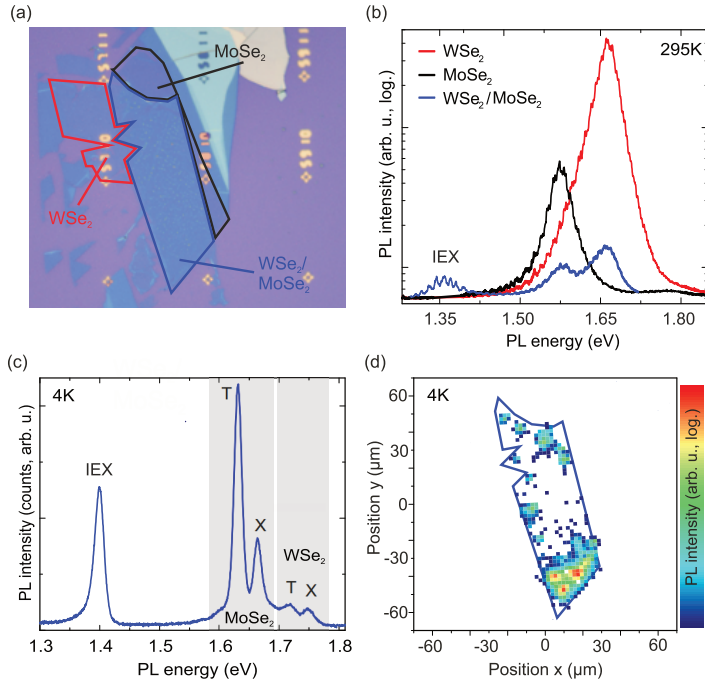 (a)
MoSe₂
WSe₂
WSe₂/
MoSe₂
(b)
PL intensity (arb. u., log.)
WSe₂
MoSe₂
WSe₂/MoSe₂
295K
IEX
1.35
1.50
1.65
1.80
PL energy (eV)
(c)
PL intensity (counts, arb. u.)
4K
IEX
T
X
WSe₂
T
X
MoSe₂
1.3
1.4
1.5
1.6
1.7
1.8
PL energy (eV)
(d)
4K
Position y (µm)
60
30
0
-30
-60
-70
-30
0
30
60
Position x (µm)
PL intensity (arb. u., log.)